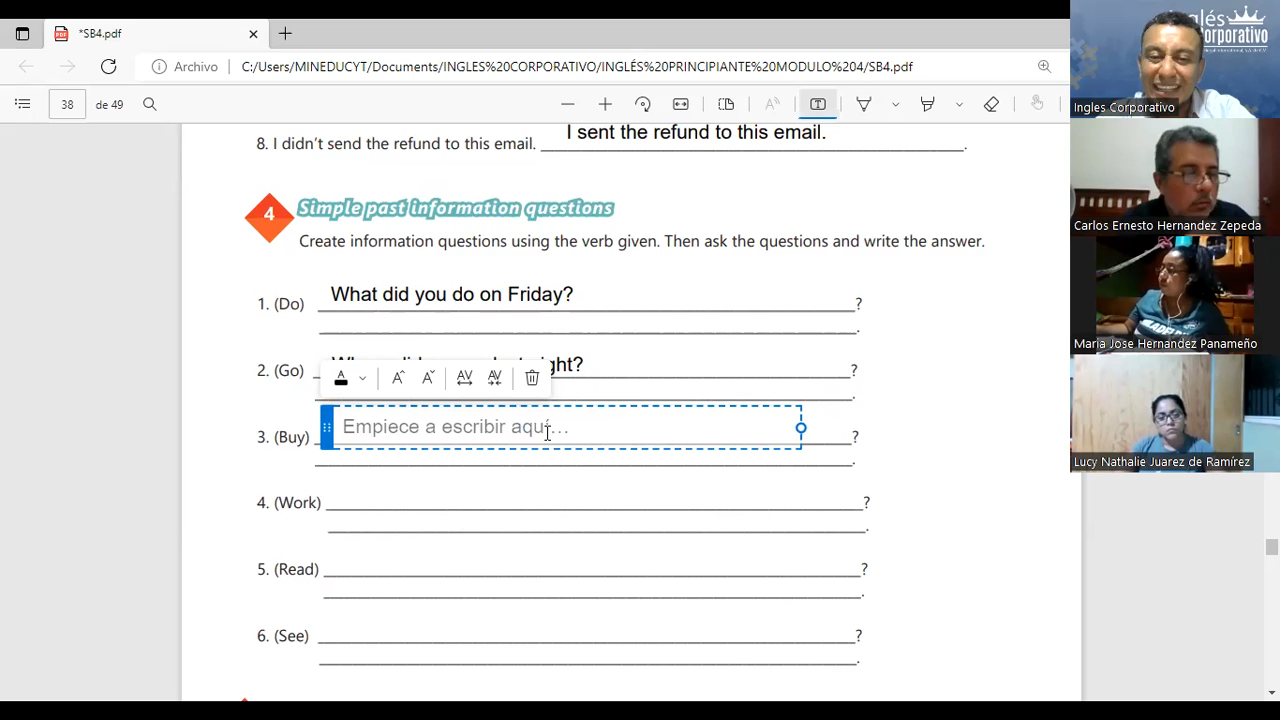 *SB4.pdf
Archivo
C:/Users/MINEDUCYT/Documents/INGLES%20CORPORATIVO/INGLÉS%20PRINCIPIANTE%20MODULO%204/SB4.pdf
38 de 49
I sent the refund to this email.
8. I didn't send the refund to this email.
4 Simple past information questions
Create information questions using the verb given. Then ask the questions and write the answer.
1. (Do) What did you do on Friday? ?
2. (Go) ght? ?
3. (Buy) Empiece a escribir aquí... ?
4. (Work) ?
5. (Read) ?
6. (See) ?
Inglés Corporativo
Ingles Corporativo
Carlos Ernesto Hernandez Zepeda
Maria Jose Hernandez Panameño
Lucy Nathalie Juarez de Ramírez